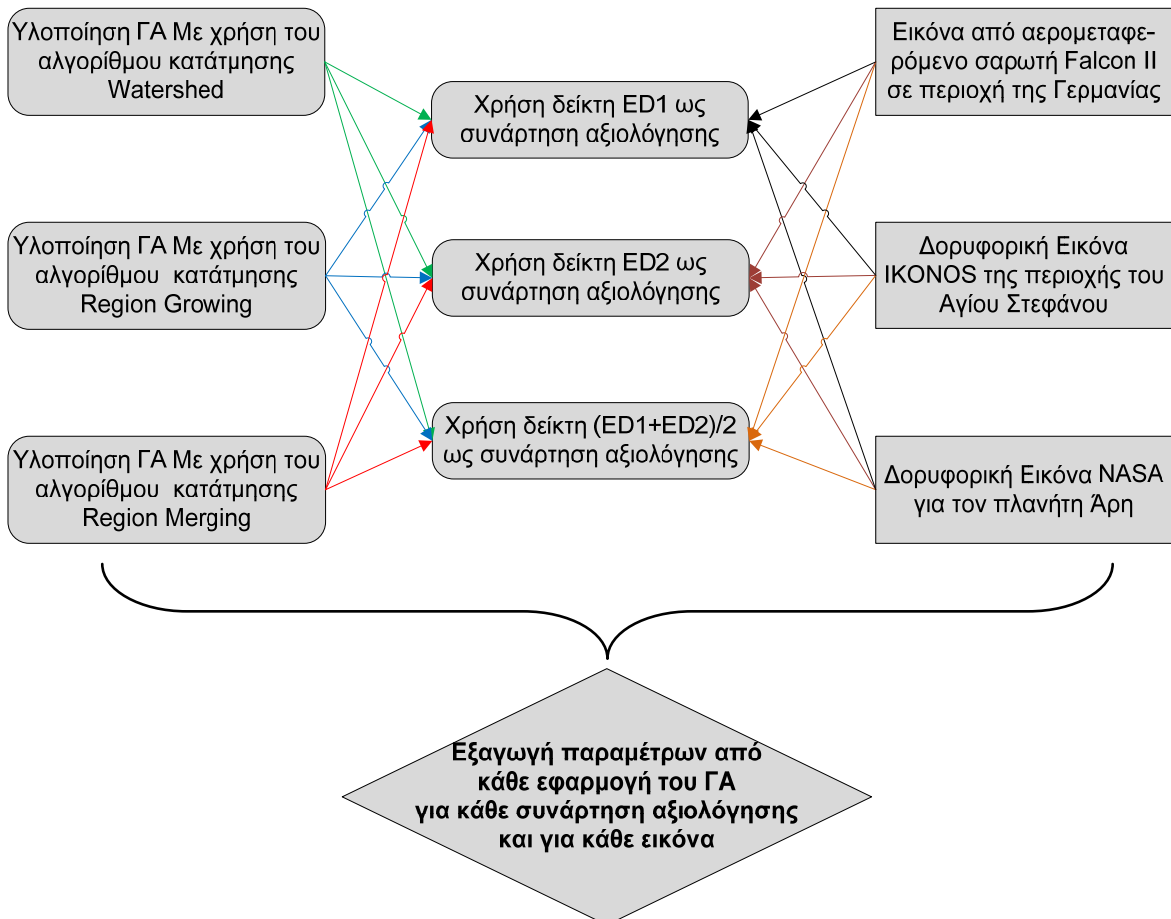 Υλοποίηση ΓΑ Με χρήση του
αλγορίθμου κατάτμησης
Watershed
Υλοποίηση ΓΑ Με χρήση του
αλγορίθμου κατάτμησης
Region Growing
Υλοποίηση ΓΑ Με χρήση του
αλγορίθμου κατάτμησης
Region Merging
Χρήση δείκτη ED1 ως
συνάρτηση αξιολόγησης
Χρήση δείκτη ED2 ως
συνάρτηση αξιολόγησης
Χρήση δείκτη (ED1+ED2)/2
ως συνάρτηση αξιολόγησης
Εικόνα από αερομεταφε-
ρόμενο σαρωτή Falcon II
σε περιοχή της Γερμανίας
Δορυφορική Εικόνα
IKONOS της περιοχής του
Αγίου Στεφάνου
Δορυφορική Εικόνα NASA
για τον πλανήτη Άρη
Εξαγωγή παραμέτρων από
κάθε εφαρμογή του ΓΑ
για κάθε συνάρτηση αξιολόγησης
και για κάθε εικόνα